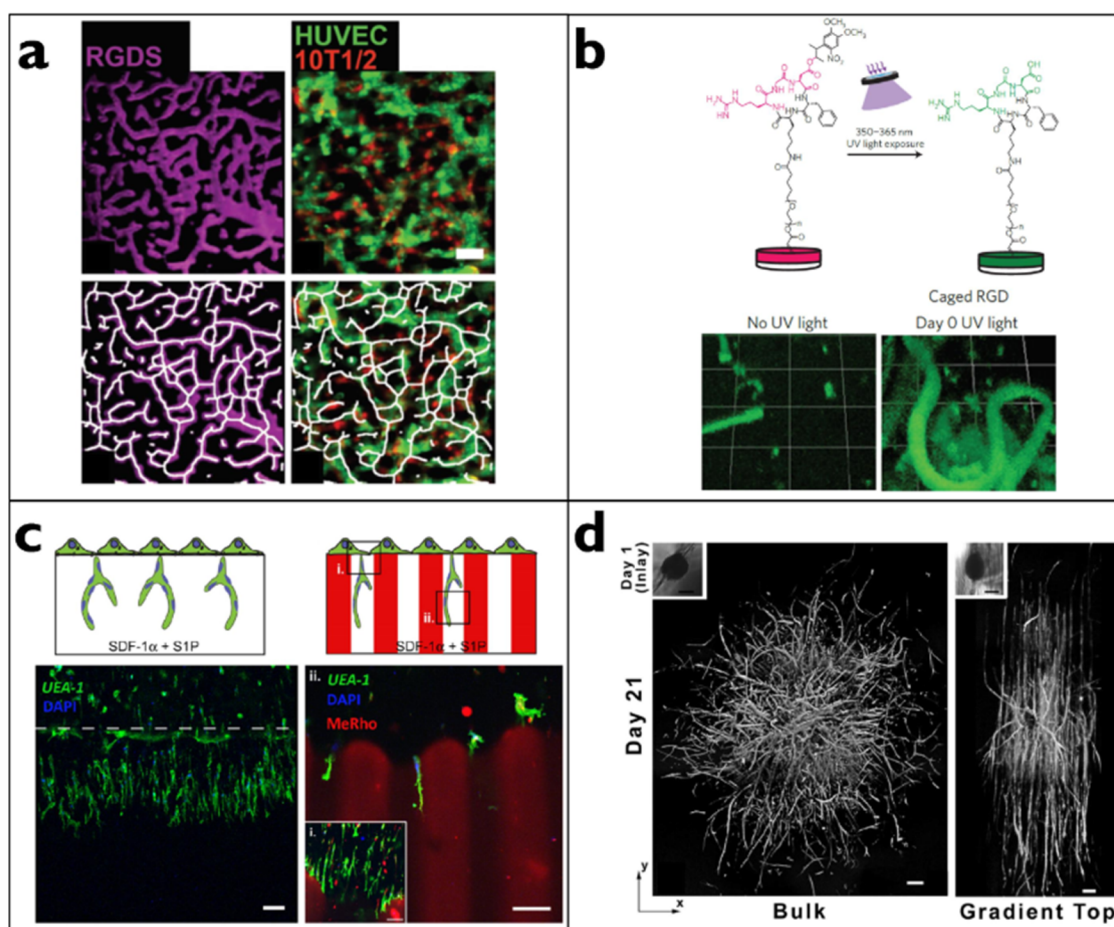 a
RGDS
HUVEC
10T1/2
b
350–365 nm
UV light exposure
Caged RGD
No UV light
Day 0 UV light
c
i.
ii.
SDF-1α + S1P
SDF-1α + S1P
UEA-1
DAPI
ii.
UEA-1
DAPI
MeRho
i.
d
Day 1
(Inlay)
Day 21
y
x
Bulk
Gradient Top